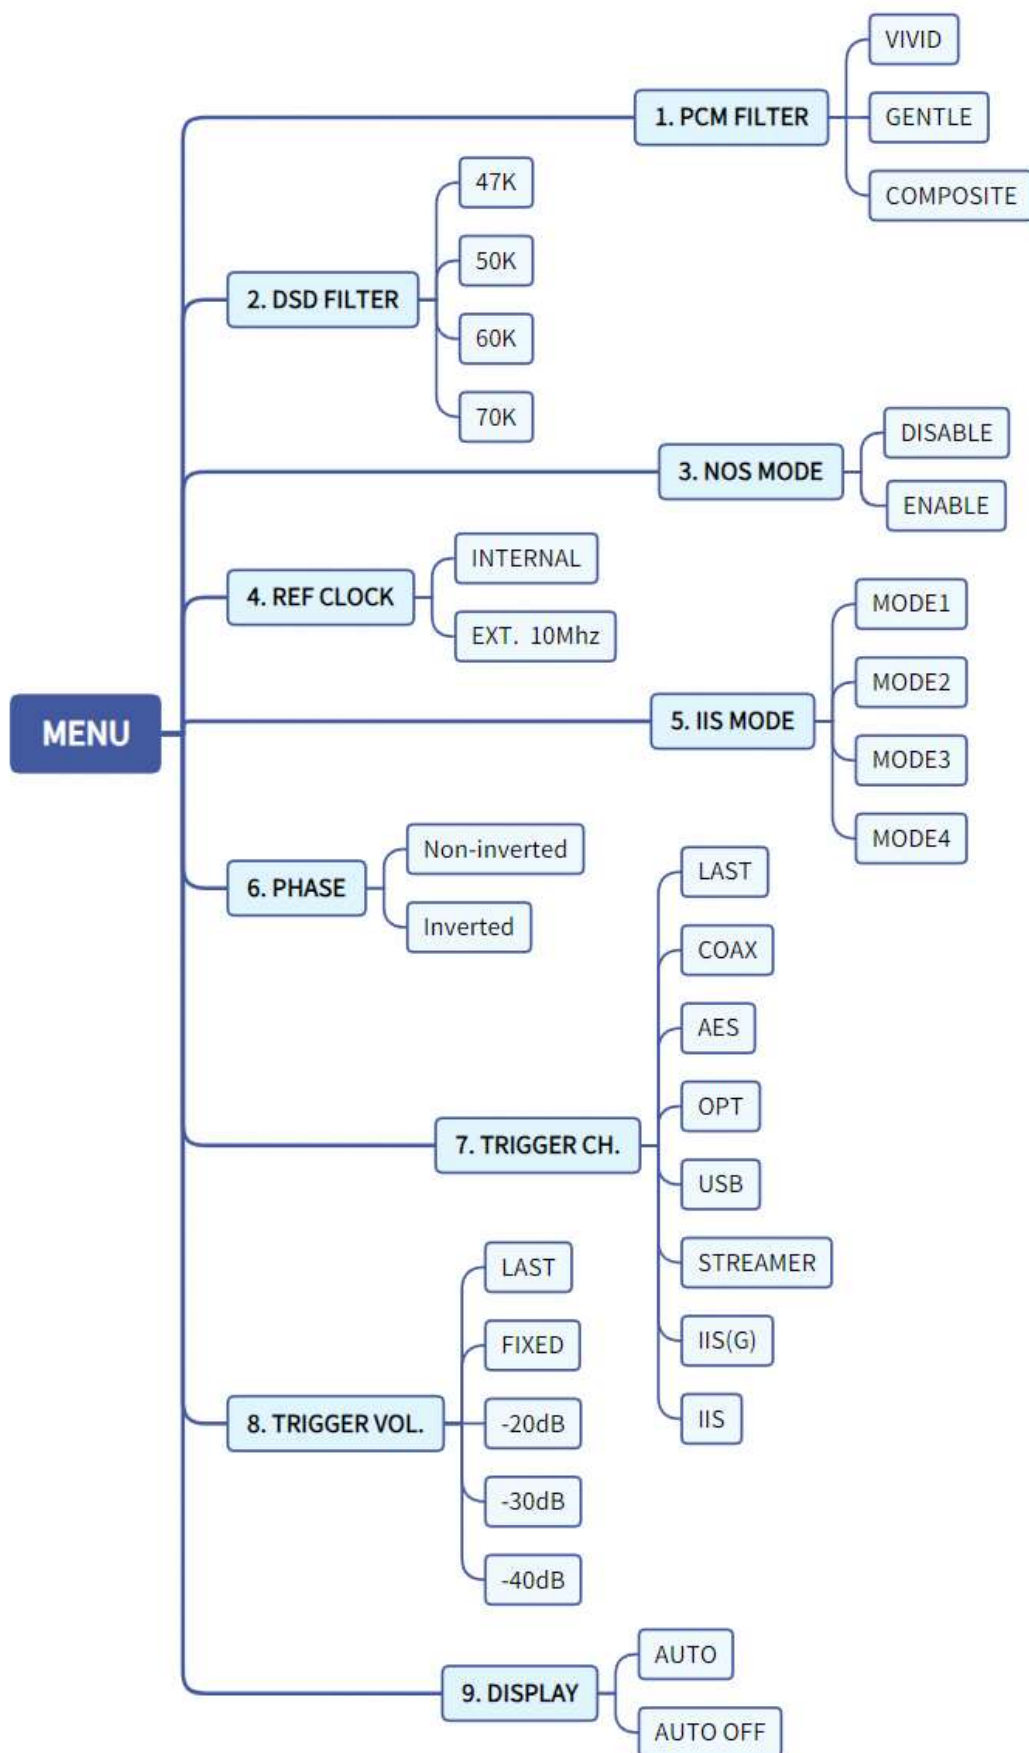 MENU
1. PCM FILTER
VIVID
GENTLE
COMPOSITE
2. DSD FILTER
47K
50K
60K
70K
3. NOS MODE
DISABLE
ENABLE
4. REF CLOCK
INTERNAL
EXT. 10Mhz
5. IIS MODE
MODE1
MODE2
MODE3
MODE4
6. PHASE
Non-inverted
Inverted
7. TRIGGER CH.
LAST
COAX
AES
OPT
USB
STREAMER
IIS(G)
IIS
8. TRIGGER VOL.
LAST
FIXED
-20dB
-30dB
-40dB
9. DISPLAY
AUTO
AUTO OFF